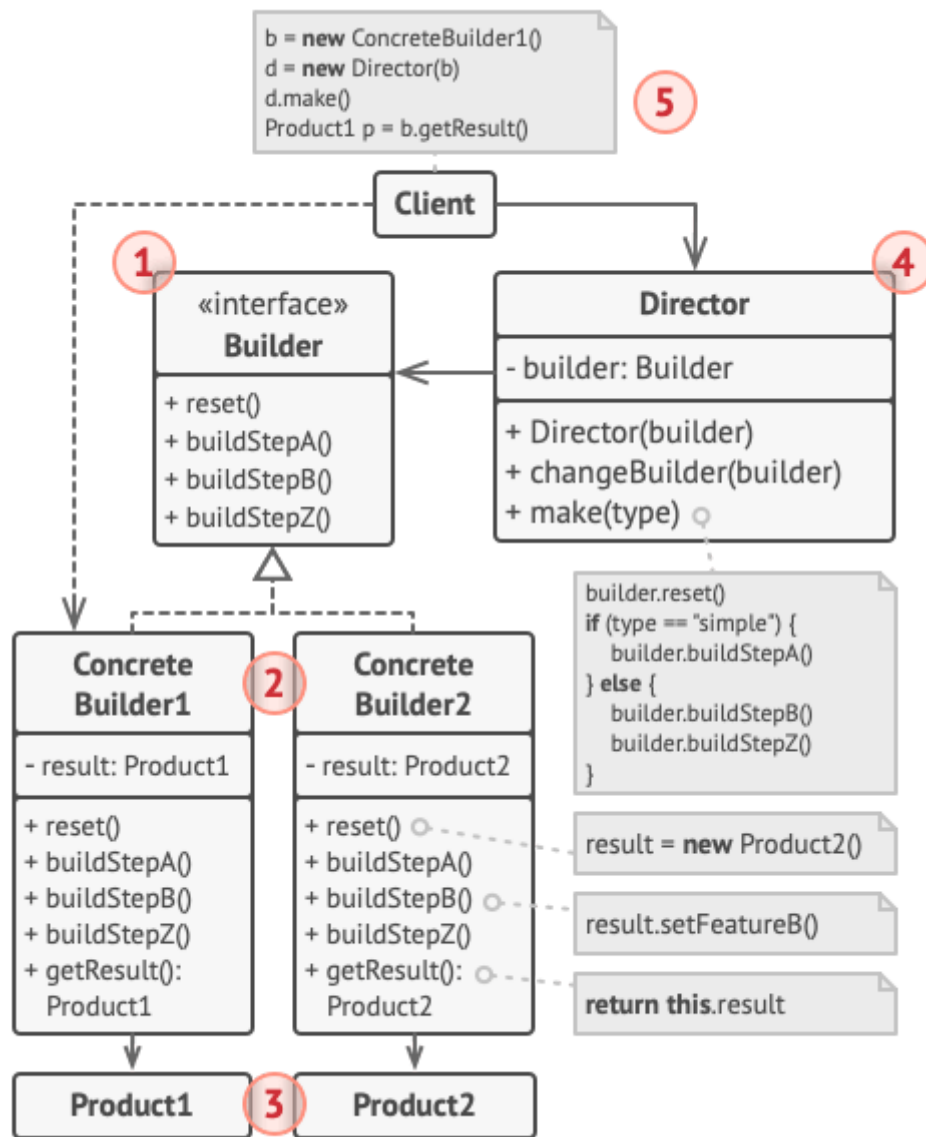 b = new ConcreteBuilder1()
d = new Director(b)
d.make()
Product1 p = b.getResult()
5
Client
1
«interface»
Builder
+ reset()
+ buildStepA()
+ buildStepB()
+ buildStepZ()
4
Director
- builder: Builder
+ Director(builder)
+ changeBuilder(builder)
+ make(type)
builder.reset()
if (type == "simple") {
builder.buildStepA()
} else {
builder.buildStepB()
builder.buildStepZ()
}
Concrete
Builder1
- result: Product1
+ reset()
+ buildStepA()
+ buildStepB()
+ buildStepZ()
+ getResult():
Product1
2
Concrete
Builder2
- result: Product2
+ reset()
+ buildStepA()
+ buildStepB()
+ buildStepZ()
+ getResult():
Product2
result = new Product2()
result.setFeatureB()
return this.result
Product1
3
Product2